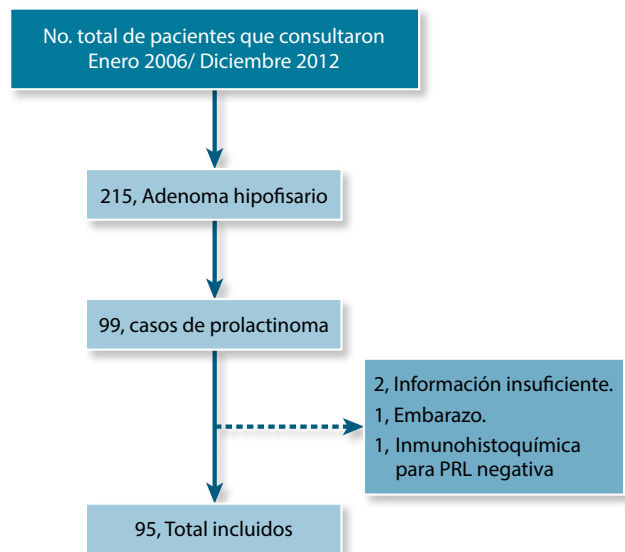 No. total de pacientes que consultaron
Enero 2006/ Diciembre 2012
215, Adenoma hipofisario
99, casos de prolactinoma
2, Información insuficiente.
1, Embarazo.
1, Inmunohistoquímica
para PRL negativa
95, Total incluidos